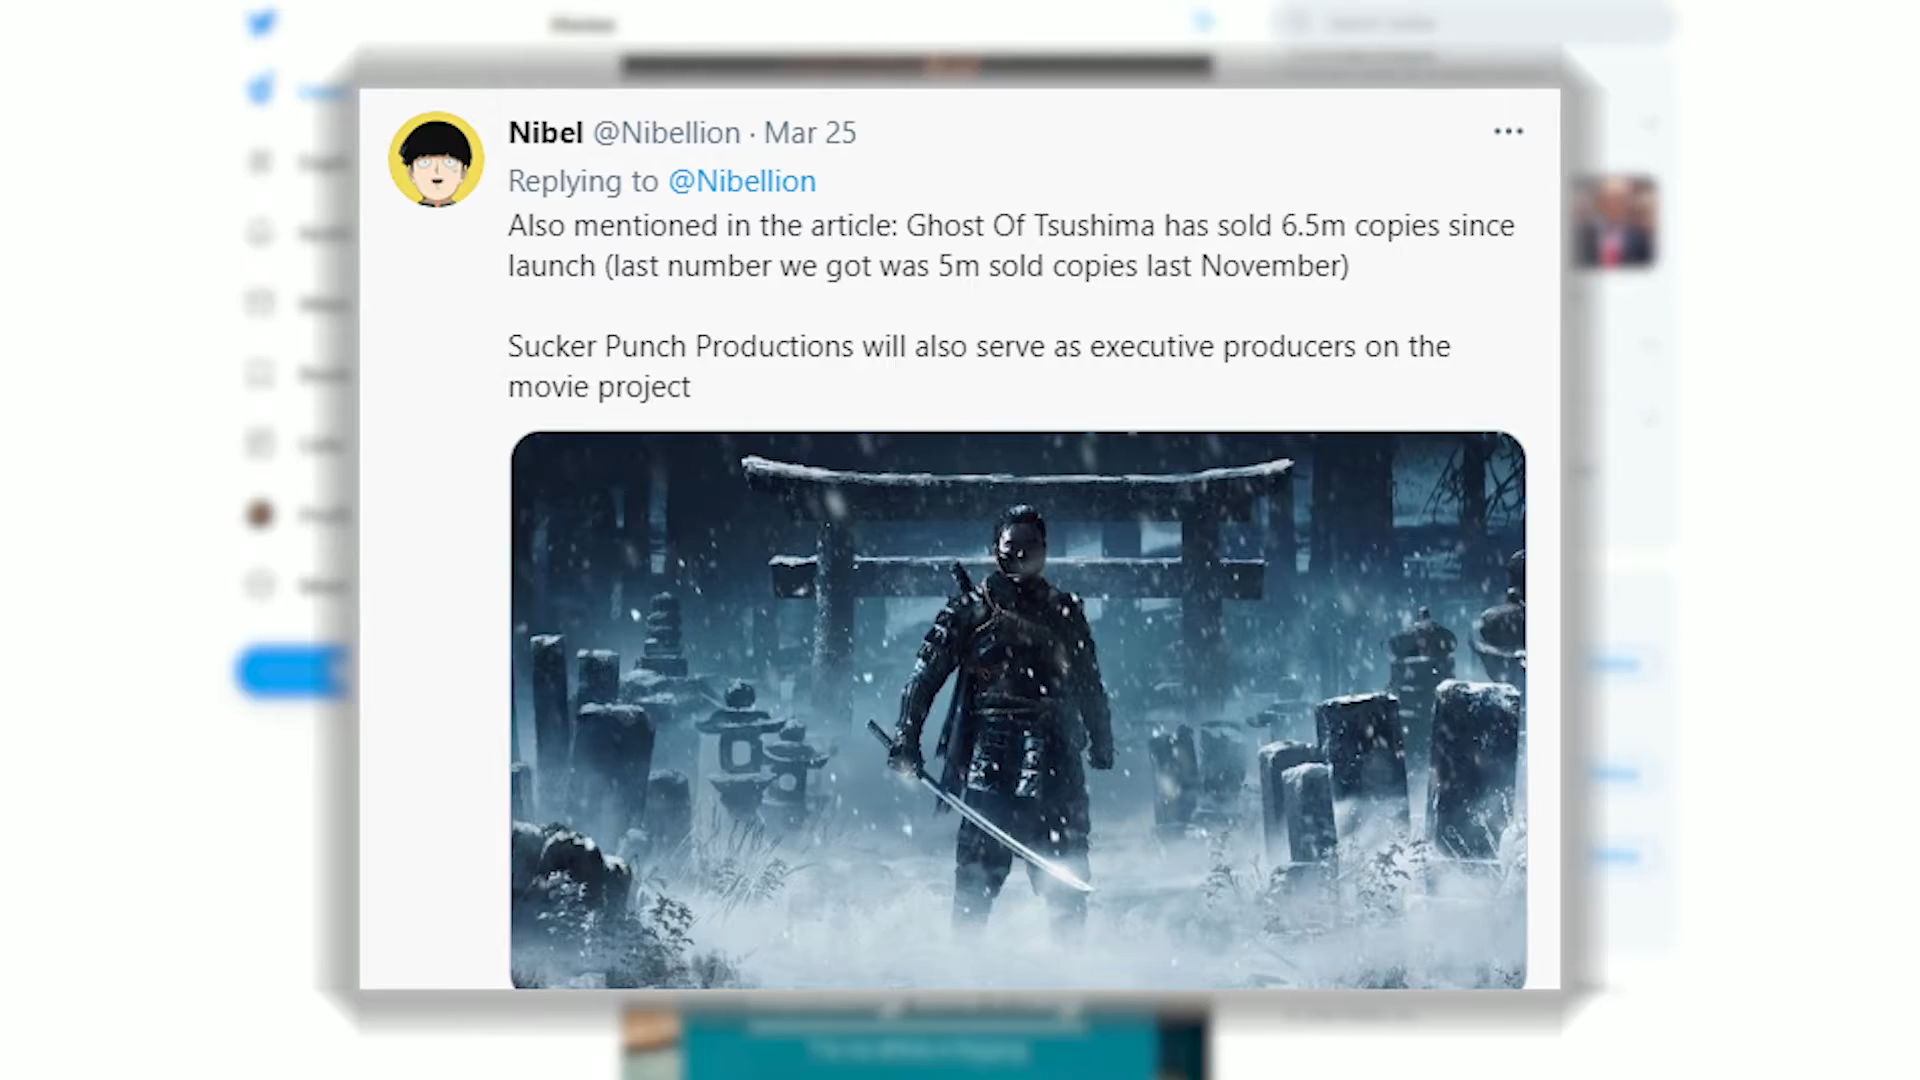 Nibel @Nibellion · Mar 25
Replying to @Nibellion
Also mentioned in the article: Ghost Of Tsushima has sold 6.5m copies since
launch (last number we got was 5m sold copies last November)
Sucker Punch Productions will also serve as executive producers on the
movie project